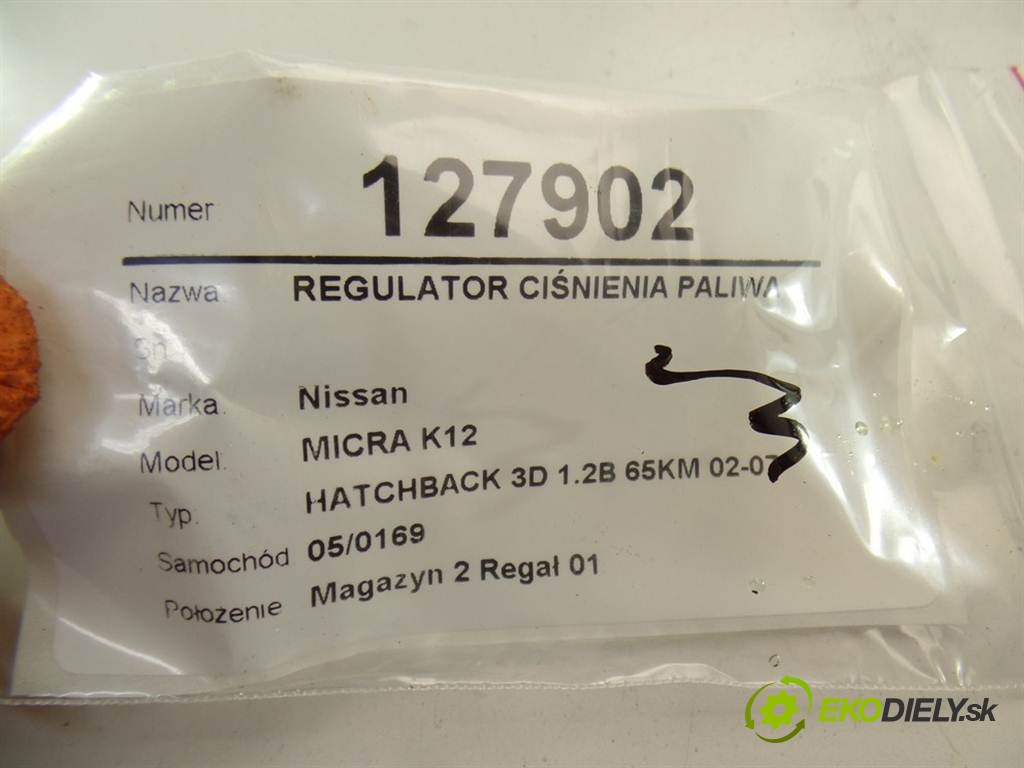 Numer 127902
Nazwa REGULATOR CIŚNIENIA PALIWA
Sn
Marka Nissan
Model. MICRA K12
Typ. HATCHBACK 3D 1.2B 65KM 02-07
Samochód 05/0169
Położenie Magazyn 2 Regał 01
EKODIELY.sk